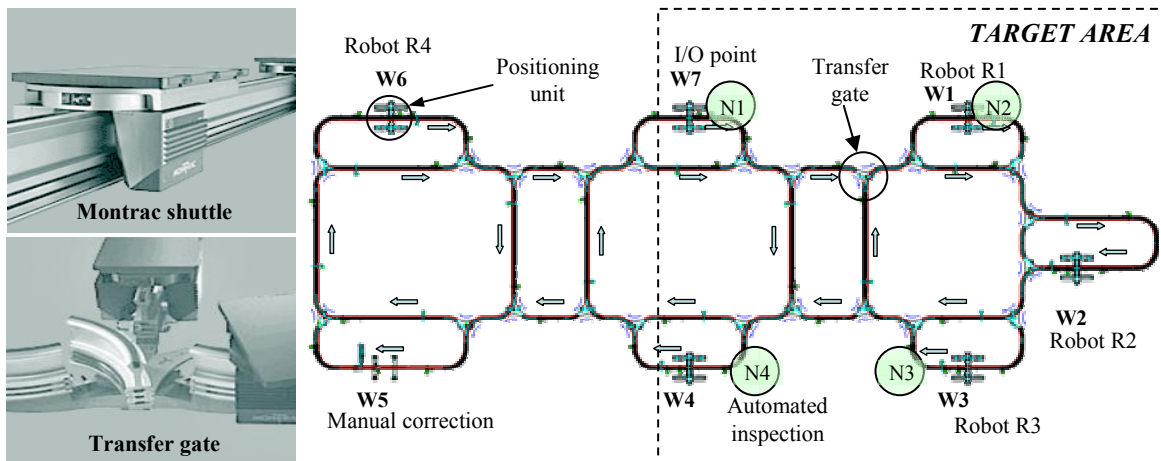 Montrac shuttle
Transfer gate
TARGET AREA
Robot R4
W6
Positioning
unit
I/O point
W7
N1
Transfer
gate
Robot R1
W1
N2
W2
Robot R2
W5
Manual correction
W4
N4
Automated
inspection
N3
W3
Robot R3